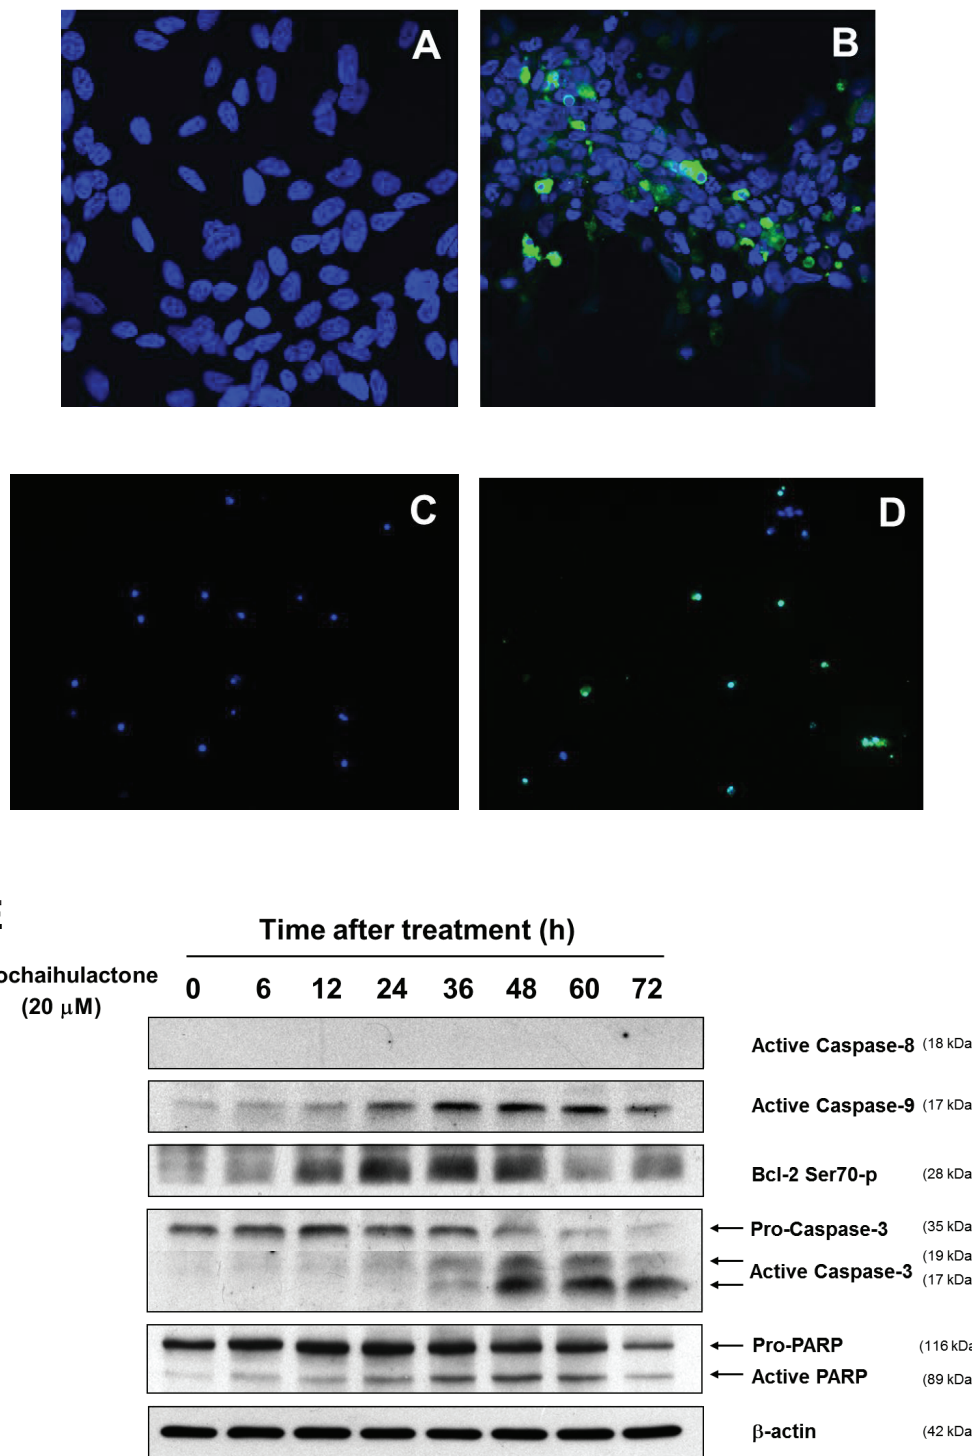 A
B
C
D
E
Time after treatment (h)
ochaihulactone
(20 μM)
0 6 12 24 36 48 60 72
Active Caspase-8 (18 kDa
Active Caspase-9 (17 kDa
Bcl-2 Ser70-p (28 kDa
Pro-Caspase-3 (35 kDa
(19 kDa
Active Caspase-3
(17 kDa
Pro-PARP (116 kDa
Active PARP (89 kDa
β-actin (42 kDa